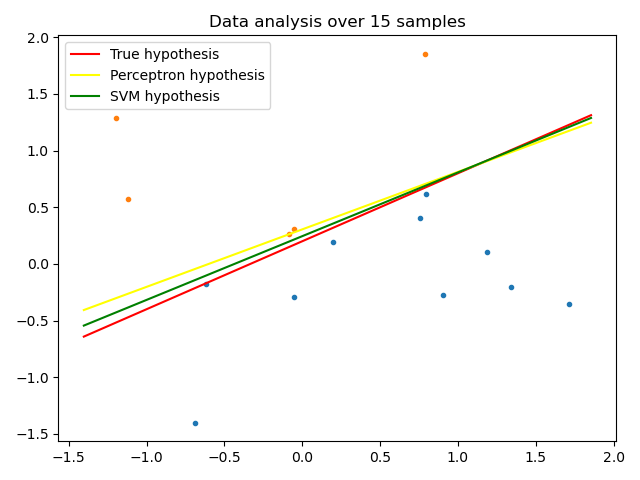 Data analysis over 15 samples
True hypothesis
Perceptron hypothesis
SVM hypothesis
2.0
1.5
1.0
0.5
0.0
−0.5
−1.0
−1.5
−1.5 −1.0 −0.5 0.0 0.5 1.0 1.5 2.0